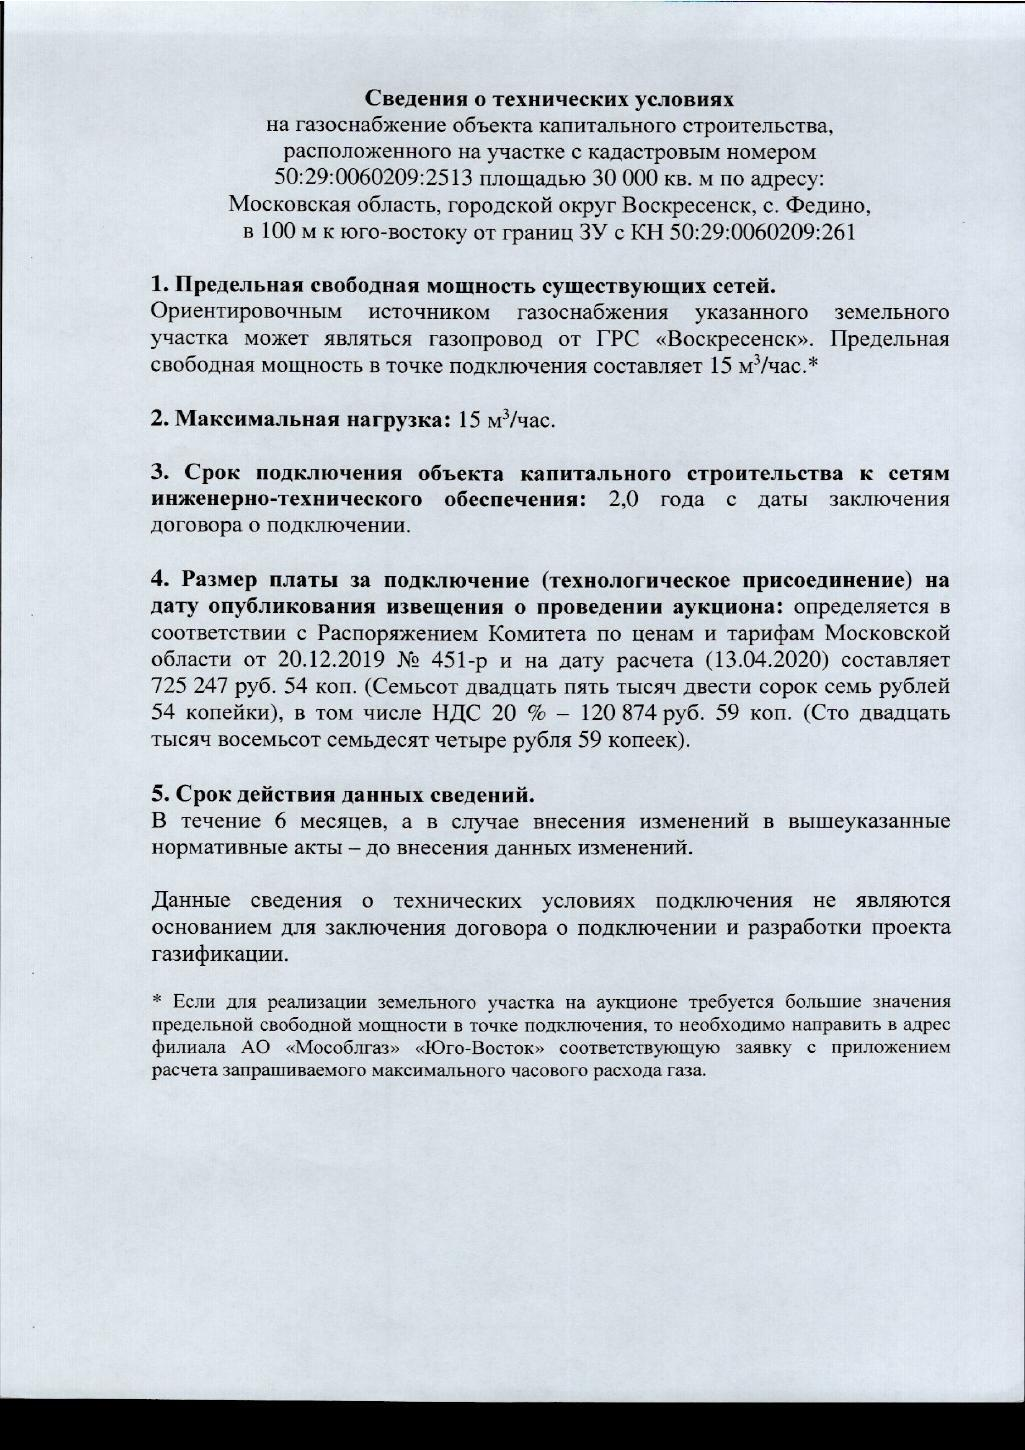 Сведения о технических условиях
на газоснабжение объекта капитального строительства,
расположенного на участке с кадастровым номером
50:29:0060209:2513 площадью 30 000 кв. м по адресу:
Московская область, городской округ Воскресенск, с. Федино,
в 100 м к юго-востоку от границ ЗУ с КН 50:29:0060209:261
1. Предельная свободная мощность существующих сетей.
Ориентировочным источником газоснабжения указанного земельного
участка может являться газопровод от ГРС «Воскресенск». Предельная
свободная мощность в точке подключения составляет 15 м³/час.*
2. Максимальная нагрузка: 15 м³/час.
3. Срок подключения объекта капитального строительства к сетям
инженерно-технического обеспечения: 2,0 года с даты заключения
договора о подключении.
4. Размер платы за подключение (технологическое присоединение) на
дату опубликования извещения о проведении аукциона: определяется в
соответствии с Распоряжением Комитета по ценам и тарифам Московской
области от 20.12.2019 № 451-р и на дату расчета (13.04.2020) составляет
725 247 руб. 54 коп. (Семьсот двадцать пять тысяч двести сорок семь рублей
54 копейки), в том числе НДС 20 % – 120 874 руб. 59 коп. (Сто двадцать
тысяч восемьсот семьдесят четыре рубля 59 копеек).
5. Срок действия данных сведений.
В течение 6 месяцев, а в случае внесения изменений в вышеуказанные
нормативные акты – до внесения данных изменений.
Данные сведения о технических условиях подключения не являются
основанием для заключения договора о подключении и разработки проекта
газификации.
* Если для реализации земельного участка на аукционе требуется большие значения
предельной свободной мощности в точке подключения, то необходимо направить в адрес
филиала АО «Мособлгаз» «Юго-Восток» соответствующую заявку с приложением
расчета запрашиваемого максимального часового расхода газа.